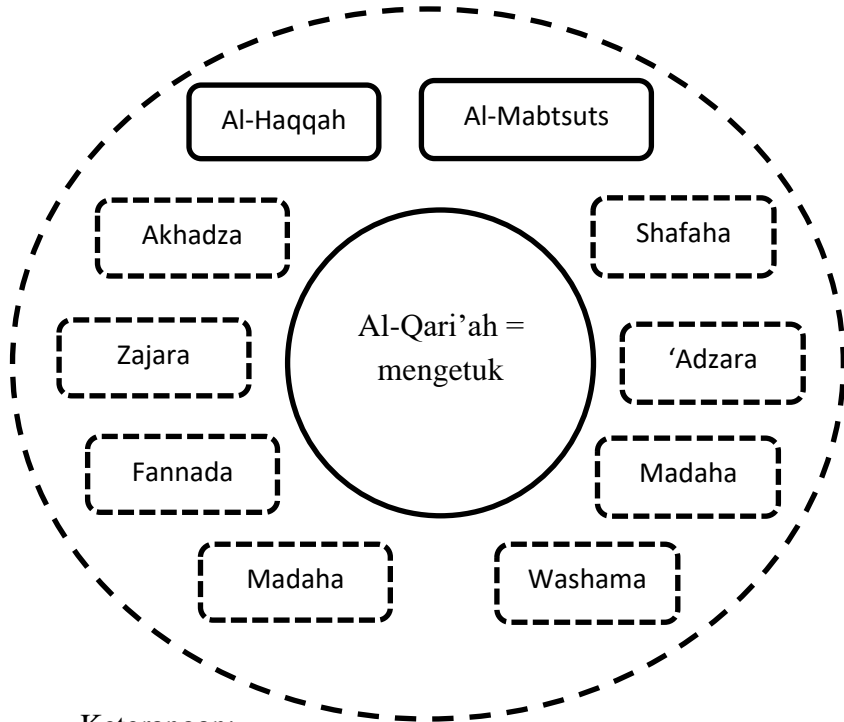 Al-Haqqah
Al-Mabtsuts
Akhadza
Shafaha
Al-Qari’ah =
mengetuk
Zajara
‘Adzara
Fannada
Madaha
Madaha
Washama